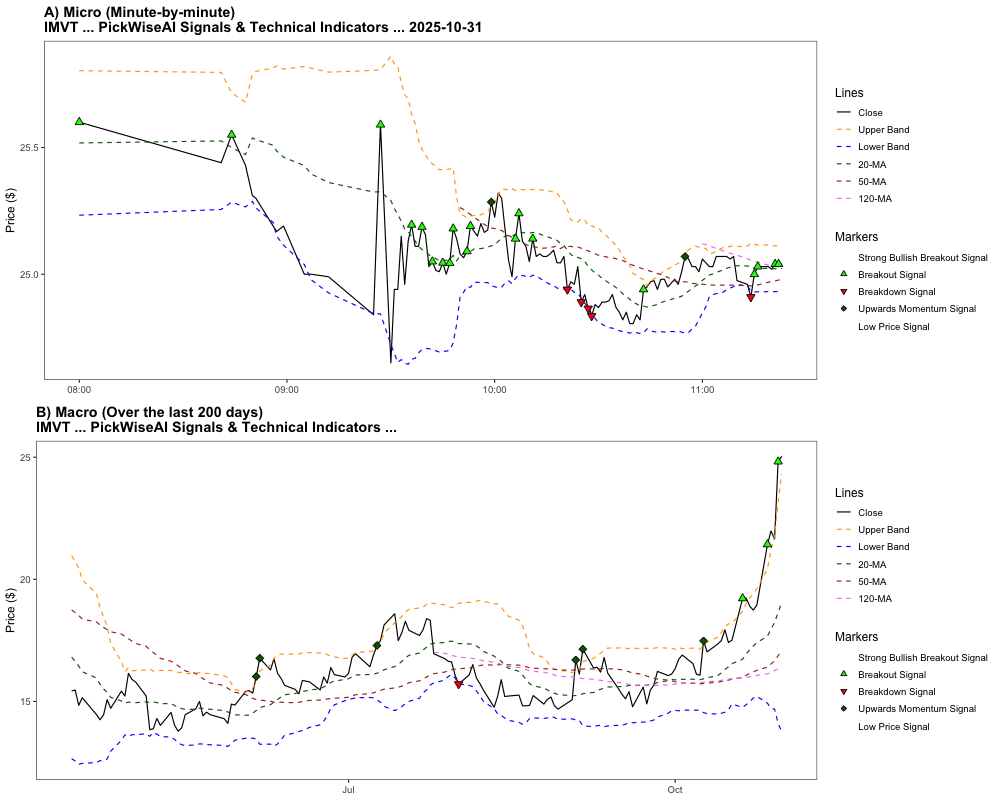 A) Micro (Minute-by-minute)
IMVT ... PickWiseAI Signals & Technical Indicators ... 2025-10-31
Price ($)
25.5
25.0
08:00
09:00
10:00
11:00
Lines
Close
Upper Band
Lower Band
20-MA
50-MA
120-MA
Markers
Strong Bullish Breakout Signal
Breakout Signal
Breakdown Signal
Upwards Momentum Signal
Low Price Signal
B) Macro (Over the last 200 days)
IMVT ... PickWiseAI Signals & Technical Indicators ...
Price ($)
25
20
15
Jul
Oct
Lines
Close
Upper Band
Lower Band
20-MA
50-MA
120-MA
Markers
Strong Bullish Breakout Signal
Breakout Signal
Breakdown Signal
Upwards Momentum Signal
Low Price Signal